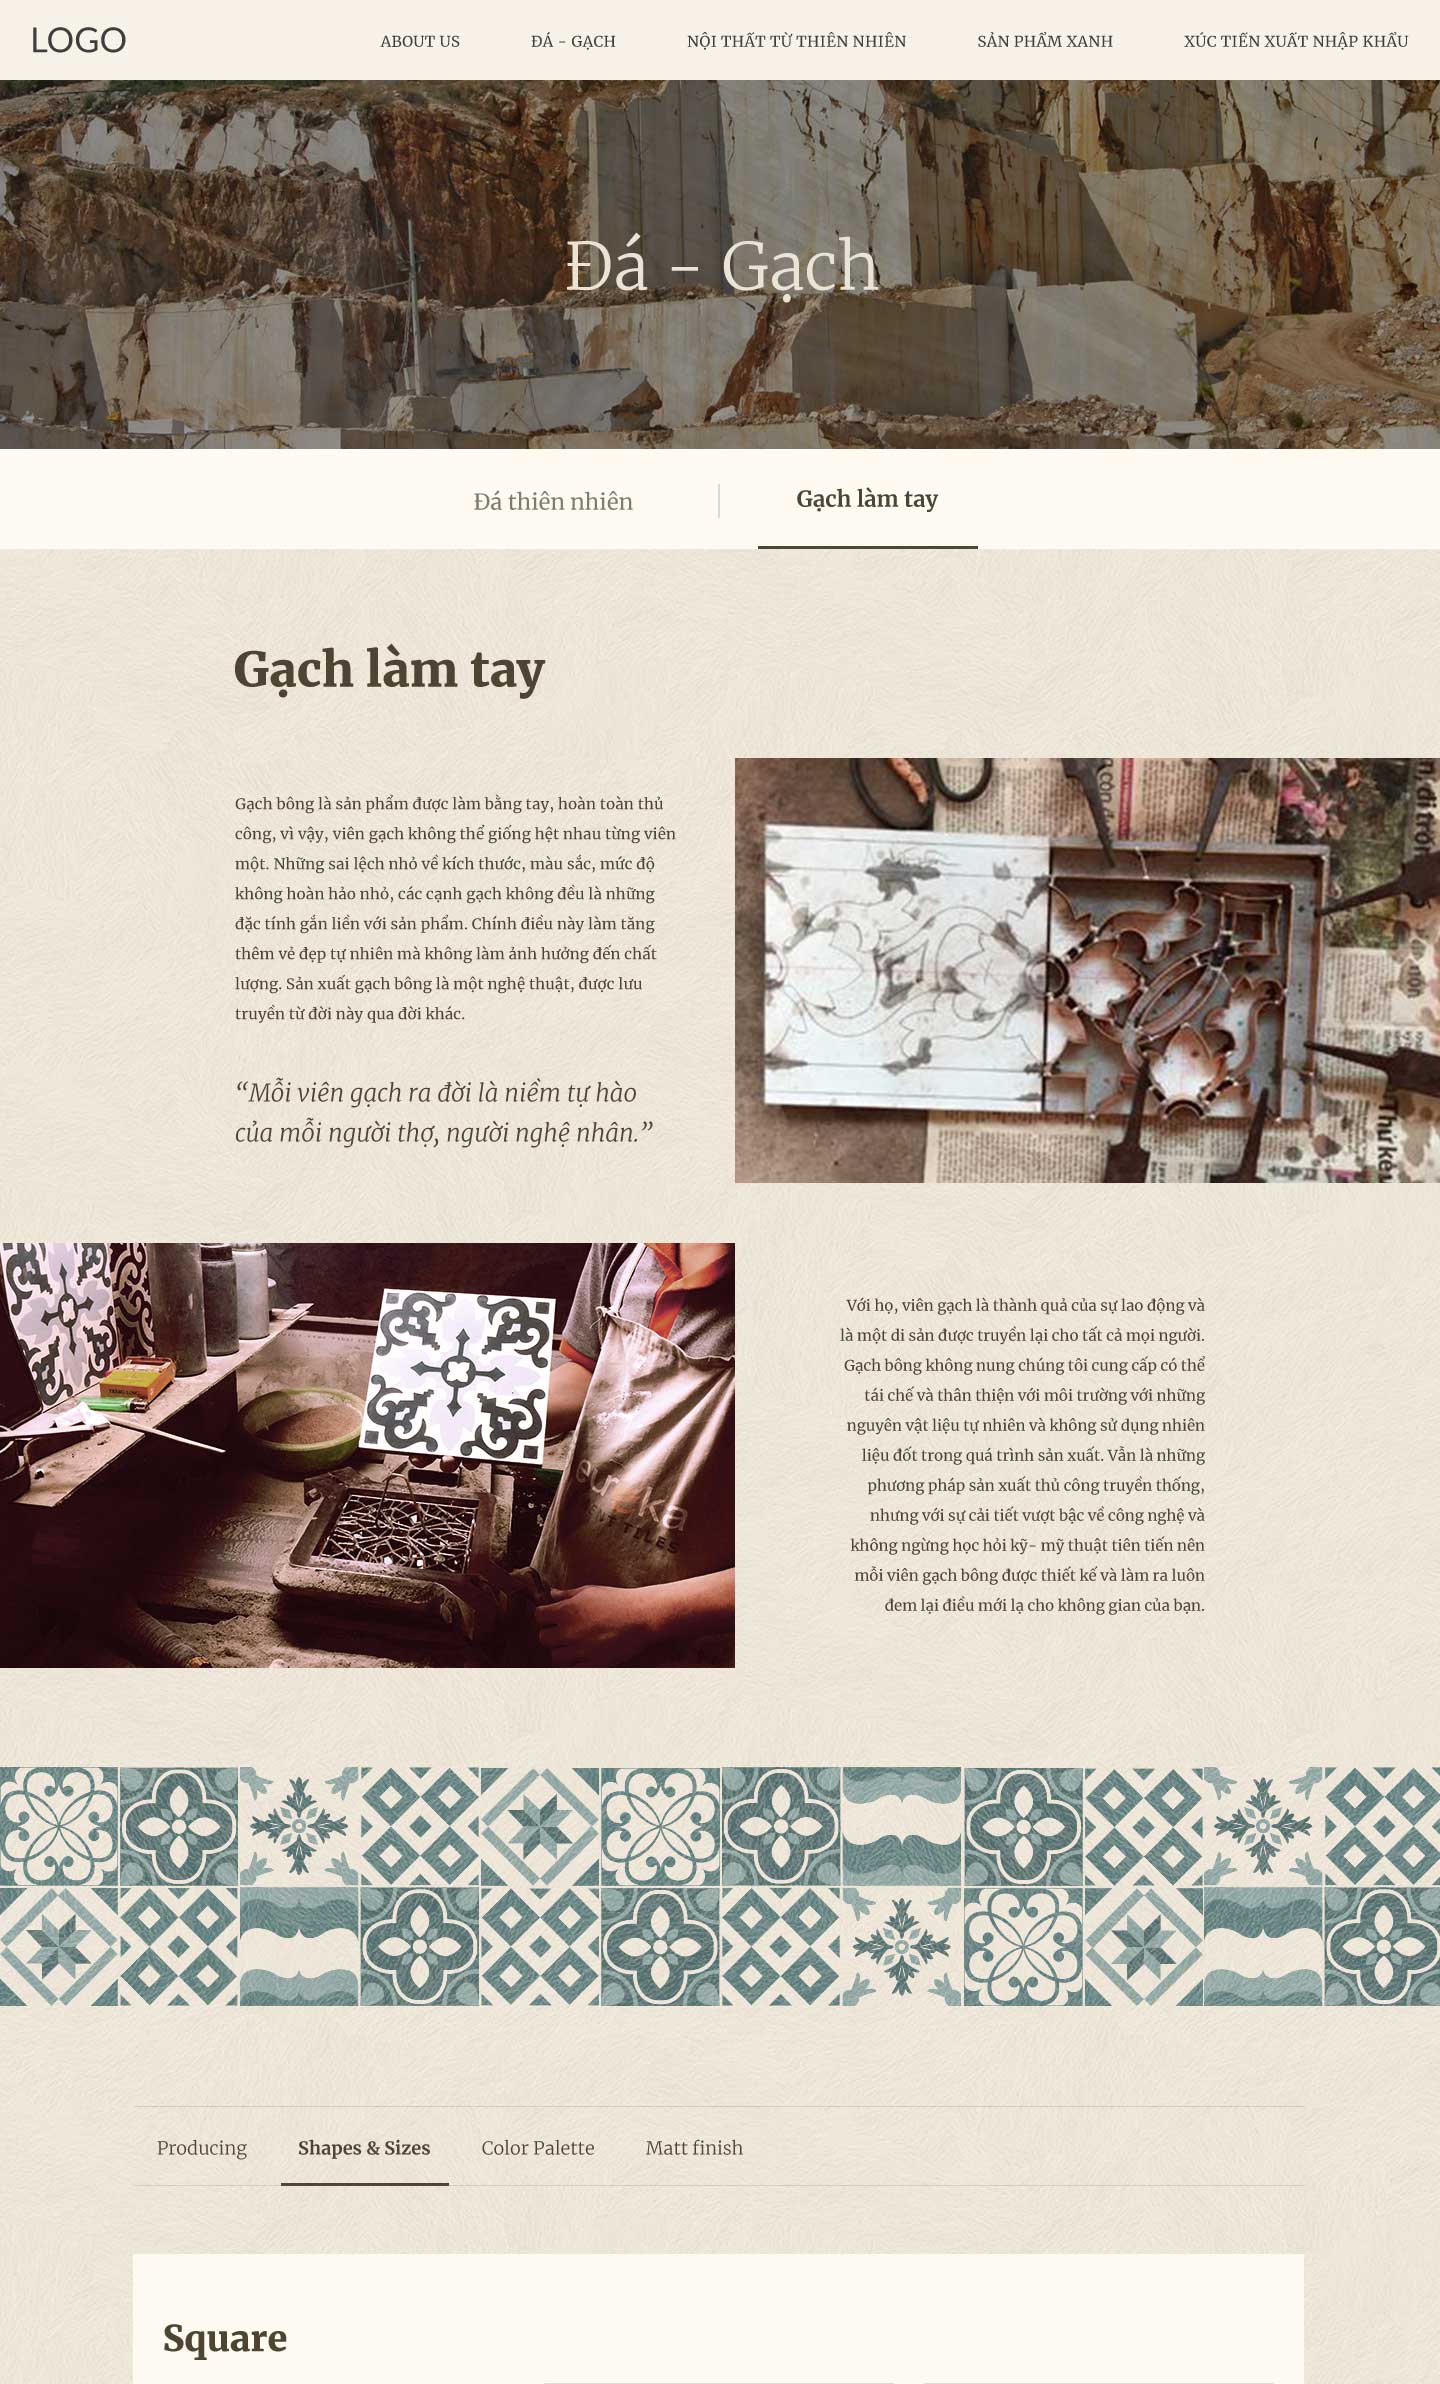 LOGO
ABOUT US
ĐÁ - GẠCH
NỘI THẤT TỪ THIÊN NHIÊN
SẢN PHẨM XANH
XÚC TIẾN XUẤT NHẬP KHẨU
Đá - Gạch
Đá thiên nhiên
Gạch làm tay
Gạch làm tay
Gạch bông là sản phẩm được làm bằng tay, hoàn toàn thủ
công, vì vậy, viên gạch không thể giống hệt nhau từng viên
một. Những sai lệch nhỏ về kích thước, màu sắc, mức độ
không hoàn hảo nhỏ, các cạnh gạch không đều là những
đặc tính gắn liền với sản phẩm. Chính điều này làm tăng
thêm vẻ đẹp tự nhiên mà không làm ảnh hưởng đến chất
lượng. Sản xuất gạch bông là một nghệ thuật, được lưu
truyền từ đời này qua đời khác.
“Mỗi viên gạch ra đời là niềm tự hào
của mỗi người thợ, người nghệ nhân.”
Với họ, viên gạch là thành quả của sự lao động và
là một di sản được truyền lại cho tất cả mọi người.
Gạch bông không nung chúng tôi cung cấp có thể
tái chế và thân thiện với môi trường với những
nguyên vật liệu tự nhiên và không sử dụng nhiên
liệu đốt trong quá trình sản xuất. Vẫn là những
phương pháp sản xuất thủ công truyền thống,
nhưng với sự cải tiết vượt bậc về công nghệ và
không ngừng học hỏi kỹ- mỹ thuật tiên tiến nên
mỗi viên gạch bông được thiết kế và làm ra luôn
đem lại điều mới lạ cho không gian của bạn.
Producing
Shapes & Sizes
Color Palette
Matt finish
Square